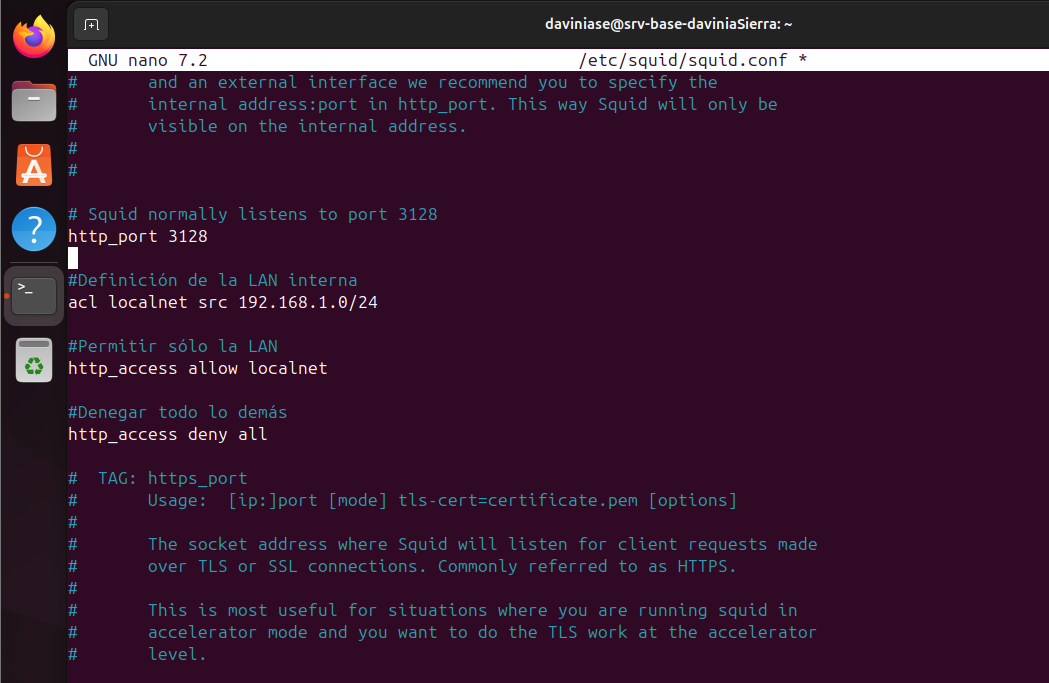 daviniase@srv-base-daviniaSierra: ~
GNU nano 7.2 /etc/squid/squid.conf *
# and an external interface we recommend you to specify the
# internal address:port in http_port. This way Squid will only be
# visible on the internal address.
#
#
# Squid normally listens to port 3128
http_port 3128
#Definición de la LAN interna
acl localnet src 192.168.1.0/24
#Permitir sólo la LAN
http_access allow localnet
#Denegar todo lo demás
http_access deny all
# TAG: https_port
# Usage: [ip:]port [mode] tls-cert=certificate.pem [options]
#
# The socket address where Squid will listen for client requests made
# over TLS or SSL connections. Commonly referred to as HTTPS.
#
# This is most useful for situations where you are running squid in
# accelerator mode and you want to do the TLS work at the accelerator
# level.